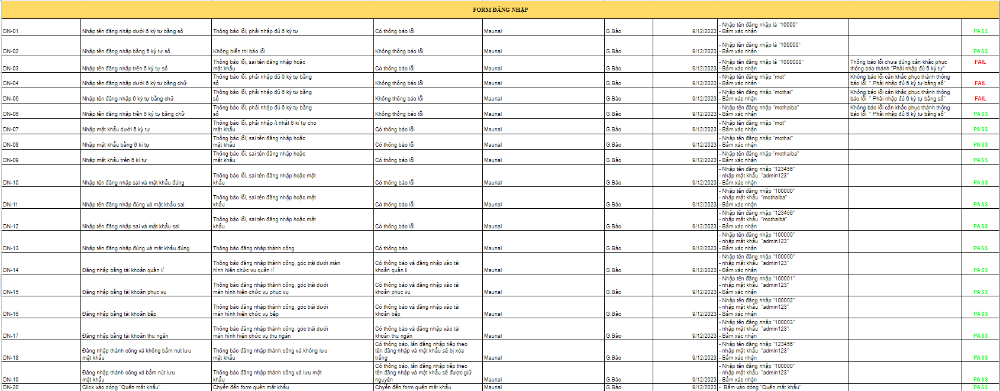 FORM ĐĂNG NHẬP
DN-01 Nhập tên đăng nhập dưới 6 ký tự bằng số Thông báo lỗi, phải nhập đủ 6 ký tự Có thông báo lỗi Maunal G.Bảo 9/12/2023 - Nhập tên đăng nhập là "10000"
- Bấm xác nhận PASS
DN-02 Nhập tên đăng nhập bằng 6 ký tự số Không hiển thị báo lỗi Không thông báo lỗi Maunal G.Bảo 9/12/2023 - Nhập tên đăng nhập là "100000"
- Bấm xác nhận PASS
DN-03 Nhập tên đăng nhập trên 6 ký tự số Thông báo lỗi, sai tên đăng nhập hoặc
mật khẩu Có thông báo lỗi Maunal G.Bảo 9/12/2023 - Nhập tên đăng nhập là "1000000"
- Bấm xác nhận Thông báo lỗi chưa đúng cần khắc phục
thông báo thành "Phải nhập đủ 6 ký tự" FAIL
DN-04 Nhập tên đăng nhập dưới 6 ký tự bằng chữ Thông báo lỗi, phải nhập đủ 6 ký tự bằng
số Không thông báo lỗi Maunal G.Bảo 9/12/2023 - Nhập tên đăng nhập "mot"
- Bấm xác nhận Không báo lỗi cần khắc phục thành thông
báo lỗi " Phải nhập đủ 6 ký tự bằng số" FAIL
DN-05 Nhập tên đăng nhập 6 ký tự bằng chữ Thông báo lỗi, phải nhập đủ 6 ký tự bằng
số Không thông báo lỗi Maunal G.Bảo 9/12/2023 - Nhập tên đăng nhập "mothai"
- Bấm xác nhận Không báo lỗi cần khắc phục thành thông
báo lỗi " Phải nhập đủ 6 ký tự bằng số" FAIL
DN-06 Nhập tên đăng nhập trên 6 ký tự bằng chữ Thông báo lỗi, phải nhập đủ 6 ký tự bằng
số Không thông báo lỗi Maunal G.Bảo 9/12/2023 - Nhập tên đăng nhập "mothaiba"
- Bấm xác nhận Không báo lỗi cần khắc phục thành thông
báo lỗi " Phải nhập đủ 6 ký tự bằng số" PASS
DN-07 Nhập mật khẩu dưới 6 ký tự Thông báo lỗi, phải nhập ít nhất 6 kí tự cho
mật khẩu Có thông báo lỗi Maunal G.Bảo 9/12/2023 - Nhập tên đăng nhập "mot"
- Bấm xác nhận PASS
DN-08 Nhập mật khẩu bằng 6 kí tự Thông báo lỗi, sai tên đăng nhập hoặc
mật khẩu Có thông báo lỗi Maunal G.Bảo 9/12/2023 - Nhập tên đăng nhập "mothai"
- Bấm xác nhận PASS
DN-09 Nhập mật khẩu trên 6 kí tự Thông báo lỗi, sai tên đăng nhập hoặc
mật khẩu Có thông báo lỗi Maunal G.Bảo 9/12/2023 - Nhập tên đăng nhập "mothaiba"
- Bấm xác nhận PASS
DN-10 Nhập tên đăng nhập sai và mật khẩu đúng Thông báo lỗi, sai tên đăng nhập hoặc mật
khẩu Có thông báo lỗi Maunal G.Bảo 9/12/2023 - Nhập tên đăng nhập "123456"
- nhập mật khẩu "admin123"
- Bấm xác nhận PASS
DN-11 Nhập tên đăng nhập đúng và mật khẩu sai Thông báo lỗi, sai tên đăng nhập hoặc mật
khẩu Có thông báo lỗi Maunal G.Bảo 9/12/2023 - Nhập tên đăng nhập "100000"
- nhập mật khẩu "mothaiba"
- Bấm xác nhận PASS
DN-12 Nhập tên đăng nhập sai và mật khẩu sai Thông báo lỗi, sai tên đăng nhập hoặc mật
khẩu Có thông báo lỗi Maunal G.Bảo 9/12/2023 - Nhập tên đăng nhập "123456"
- nhập mật khẩu "mothaiba"
- Bấm xác nhận PASS
DN-13 Nhập tên đăng nhập đúng và mật khẩu đúng Thông báo đăng nhập thành công Có thông báo Maunal G.Bảo 9/12/2023 - Nhập tên đăng nhập "100000"
- nhập mật khẩu "admin123"
- Bấm xác nhận PASS
DN-14 Đăng nhập bằng tài khoản quản lí Thông báo đăng nhập thành công, góc trái dưới màn
hình hiện chức vụ quản lí Có thông báo và đăng nhập vào tài
khoản quản lí Maunal G.Bảo 9/12/2023 - Nhập tên đăng nhập "100000"
- nhập mật khẩu "admin123"
- Bấm xác nhận PASS
DN-15 Đăng nhập bằng tài khoản phục vụ Thông báo đăng nhập thành công, góc trái dưới
màn hình hiện chức vụ phục vụ Có thông báo và đăng nhập vào tài
khoản phục vụ Maunal G.Bảo 9/12/2023 - Nhập tên đăng nhập "100001"
- nhập mật khẩu "admin123"
- Bấm xác nhận PASS
DN-16 Đăng nhập bằng tài khoản bếp Thông báo đăng nhập thành công, góc trái dưới
màn hình hiện chức vụ bếp Có thông báo và đăng nhập vào tài
khoản bếp Maunal G.Bảo 9/12/2023 - Nhập tên đăng nhập "100002"
- nhập mật khẩu "admin123"
- Bấm xác nhận PASS
DN-17 Đăng nhập bằng tài khoản thu ngân Thông báo đăng nhập thành công, góc trái dưới
màn hình hiện chức vụ thu ngân Có thông báo và đăng nhập vào tài
khoản thu ngân Maunal G.Bảo 9/12/2023 - Nhập tên đăng nhập "100003"
- nhập mật khẩu "admin123"
- Bấm xác nhận PASS
DN-18 Đăng nhập thành công và không bấm nút lưu
mật khẩu Thông báo đăng nhập thành công và không lưu
mật khẩu Có thông báo, lần đăng nhập tiếp theo
tên đăng nhập và mật khẩu sẽ bị xóa
trắng Maunal G.Bảo 9/12/2023 - Nhập tên đăng nhập "123456"
- nhập mật khẩu "admin123"
- Bấm xác nhận PASS
DN-19 Đăng nhập thành công và bấm nút lưu
mật khẩu Thông báo đăng nhập thành công và lưu mật
khẩu Có thông báo, lần đăng nhập tiếp theo
tên đăng nhập và mật khẩu sẽ được giữ
nguyên Maunal G.Bảo 9/12/2023 - Nhập tên đăng nhập "100000"
- nhập mật khẩu "admin123"
- Bấm xác nhận PASS
DN-20 Click vào dòng "Quên mật khẩu" Chyển đến form quên mật khẩu Chyển đến form quên mật khẩu Maunal G.Bảo 9/12/2023 - Bấm vào dòng "Quên mật khẩu" PASS